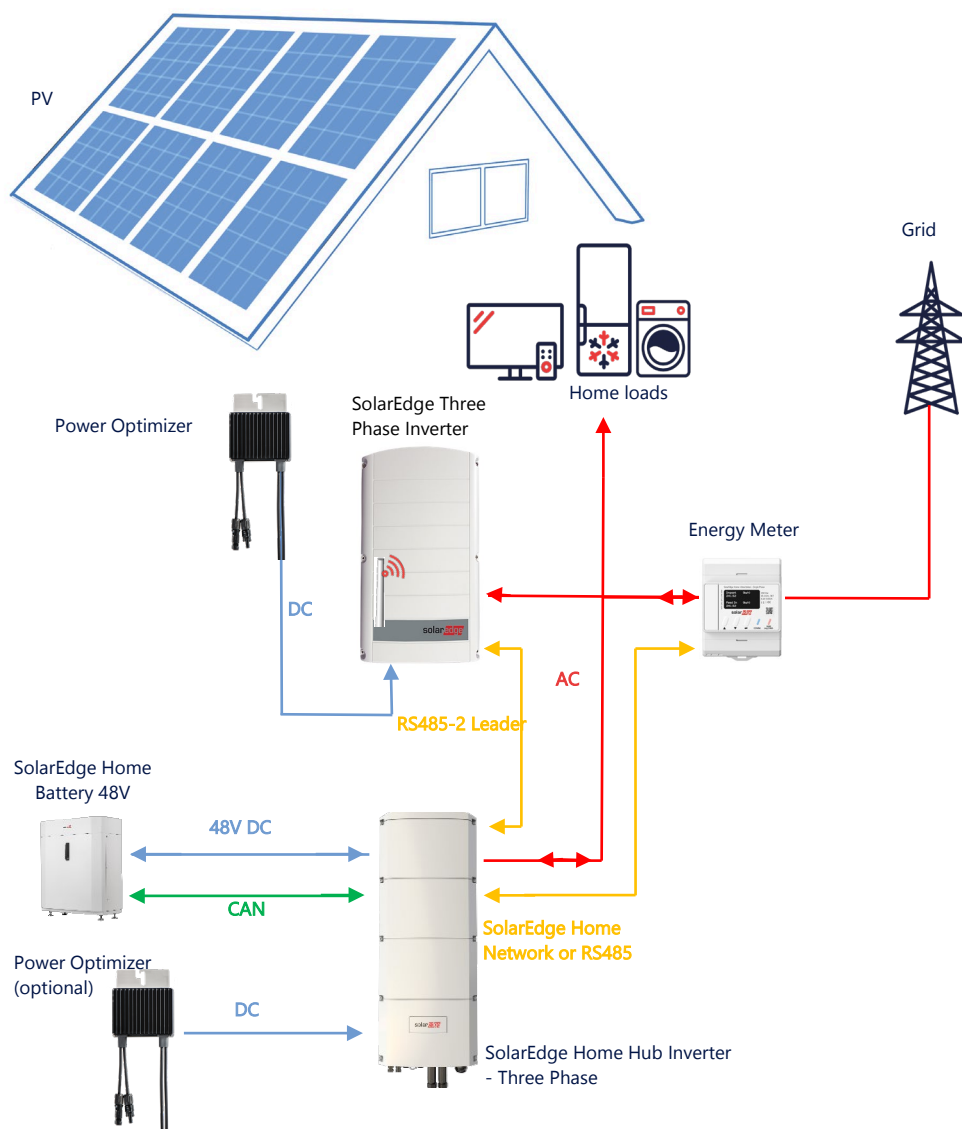 PV
Grid
Home loads
SolarEdge Three
Phase Inverter
Power Optimizer
Energy Meter
DC
solaredge
AC
RS485-2 Leader
SolarEdge Home
Battery 48V
48V DC
CAN
SolarEdge Home
Network or RS485
Power Optimizer
(optional)
DC
solaredge
SolarEdge Home Hub Inverter
- Three Phase